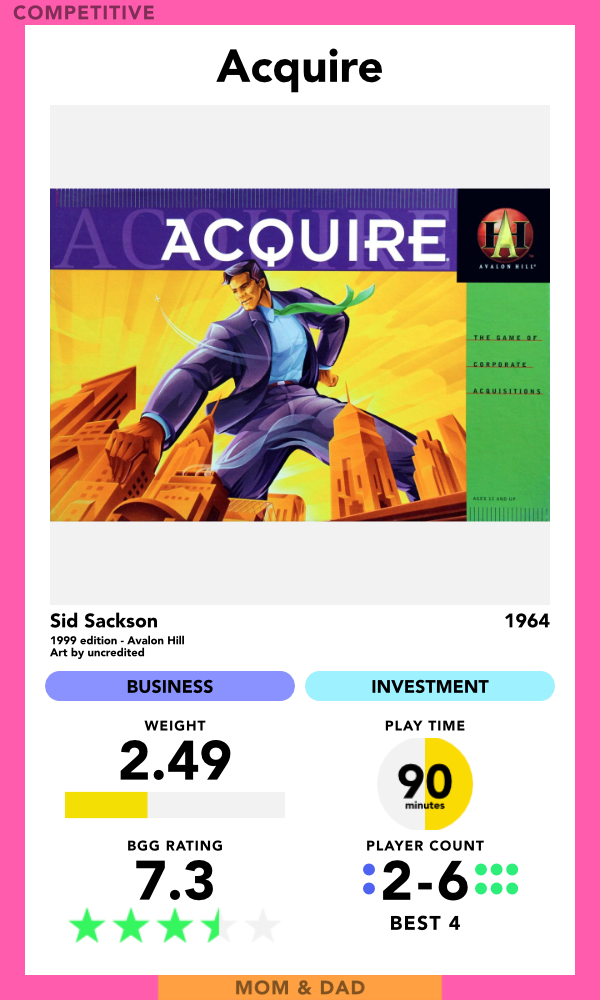 COMPETITIVE
Acquire
ACQUIRE
ACQUIRE
AH
AVALON HILL®
THE GAME OF
CORPORATE
ACQUISITIONS
AGES 12 AND UP
Sid Sackson
1964
1999 edition - Avalon Hill
Art by uncredited
BUSINESS
INVESTMENT
WEIGHT
2.49
PLAY TIME
90
minutes
BGG RATING
7.3
PLAYER COUNT
2-6
BEST 4
MOM & DAD